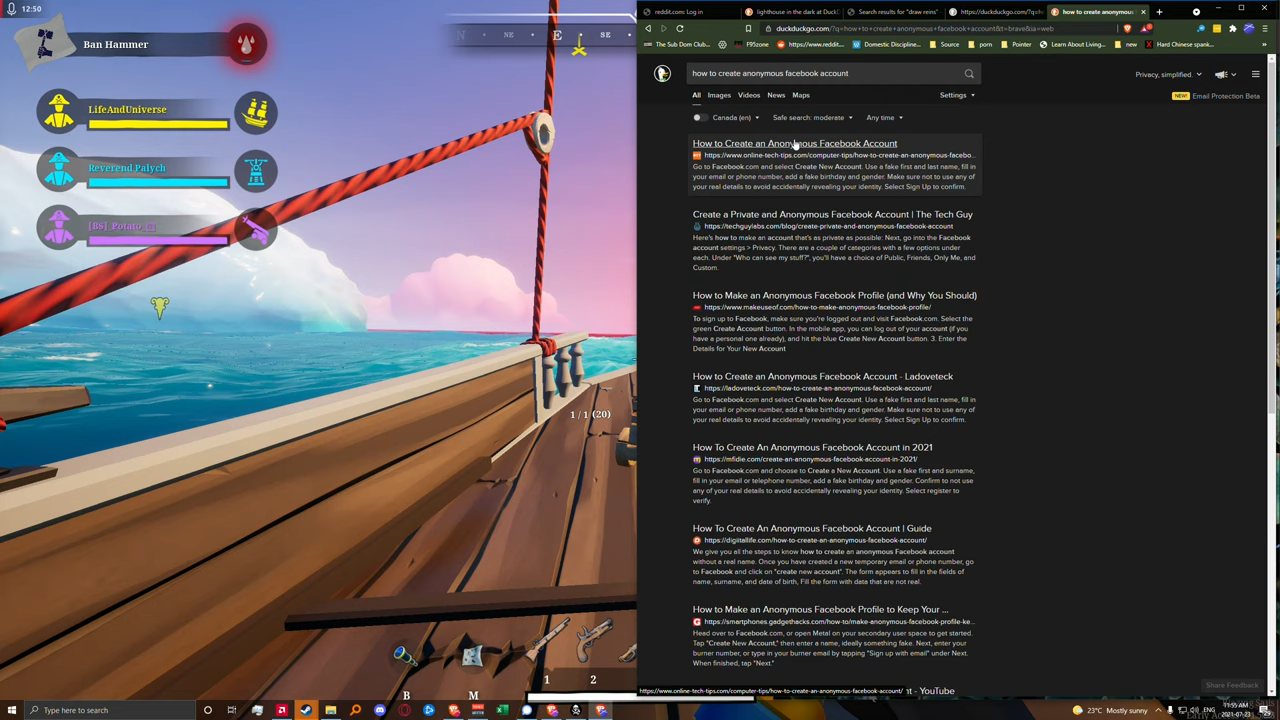 12:50
Ban Hammer
LifeAndUniverse
Reverend Palych
[BS]_Potato_
N NE E SE
1 / 1 (20)
B M 1 2
reddit.com: Log in
lighthouse in the dark at Duck
Search results for "draw reins"
https://duckduckgo.com/?q=h
how to create anonymous
duckduckgo.com/?q=how+to+create+anonymous+facebook+account&t=brave&ia=web
The Sub Dom Club...
F95zone
https://www.reddit....
Domestic Discipline...
Source
porn
Pointer
Learn About Living...
new
Hard Chinese spank...
how to create anonymous facebook account
Privacy, simplified.
All Images Videos News Maps Settings
NEW! Email Protection Beta
Canada (en) Safe search: moderate Any time
How to Create an Anonymous Facebook Account
https://www.online-tech-tips.com/computer-tips/how-to-create-an-anonymous-facebo...
Go to Facebook.com and select Create New Account. Use a fake first and last name, fill in
your email or phone number, add a fake birthday and gender. Make sure not to use any of
your real details to avoid accidentally revealing your identity. Select Sign Up to confirm.
Create a Private and Anonymous Facebook Account | The Tech Guy
https://techguylabs.com/blog/create-private-and-anonymous-facebook-account
Here's how to make an account that's as private as possible: Next, go into the Facebook
account settings > Privacy. There are a couple of categories with a few options under
each. Under "Who can see my stuff?", you'll have a choice of Public, Friends, Only Me, and
Custom.
How to Make an Anonymous Facebook Profile (and Why You Should)
https://www.makeuseof.com/how-to-make-anonymous-facebook-profile/
To sign up to Facebook, make sure you're logged out and visit Facebook.com. Select the
green Create Account button. In the mobile app, you can log out of your account (if you
have a personal one already), and hit the blue Create New Account button. 3. Enter the
Details for Your New Account
How to Create an Anonymous Facebook Account - Ladoveteck
https://ladoveteck.com/how-to-create-an-anonymous-facebook-account/
Go to Facebook.com and select Create New Account. Use a fake first and last name, fill in
your email or phone number, add a fake birthday and gender. Make sure not to use any of
your real details to avoid accidentally revealing your identity. Select Sign Up to confirm.
How To Create An Anonymous Facebook Account in 2021
https://mfidie.com/create-an-anonymous-facebook-account-in-2021/
Go to Facebook.com and choose to Create a New Account. Use a fake first and surname,
fill in your email or telephone number, add a fake birthday and gender. Confirm to not use
any of your real details to avoid accidentally revealing your identity. Select register to
verify.
How To Create An Anonymous Facebook Account | Guide
https://digiitallife.com/how-to-create-an-anonymous-facebook-account/
We give you all the steps to know how to create an anonymous Facebook account
without a real name. Once you have created a new temporary email or phone number, go
to Facebook and click on "create new account". The form appears to fill in the fields of
name, surname, and date of birth, Fill the form with data that are not real.
How to Make an Anonymous Facebook Profile to Keep Your ...
https://smartphones.gadgethacks.com/how-to/make-anonymous-facebook-profile-ke...
Head over to Facebook.com, or open Metal on your secondary user space to get started.
Tap "Create New Account," then enter a name, ideally something fake. Next, enter your
burner number, or type in your burner email by tapping "Sign up with email" under Next.
When finished, tap "Next."
Share Feedback
https://www.online-tech-tips.com/computer-tips/how-to-create-an-anonymous-facebook-account/
t - YouTube
Type here to search
23°C Mostly sunny
11:55 AM
2021-07-23